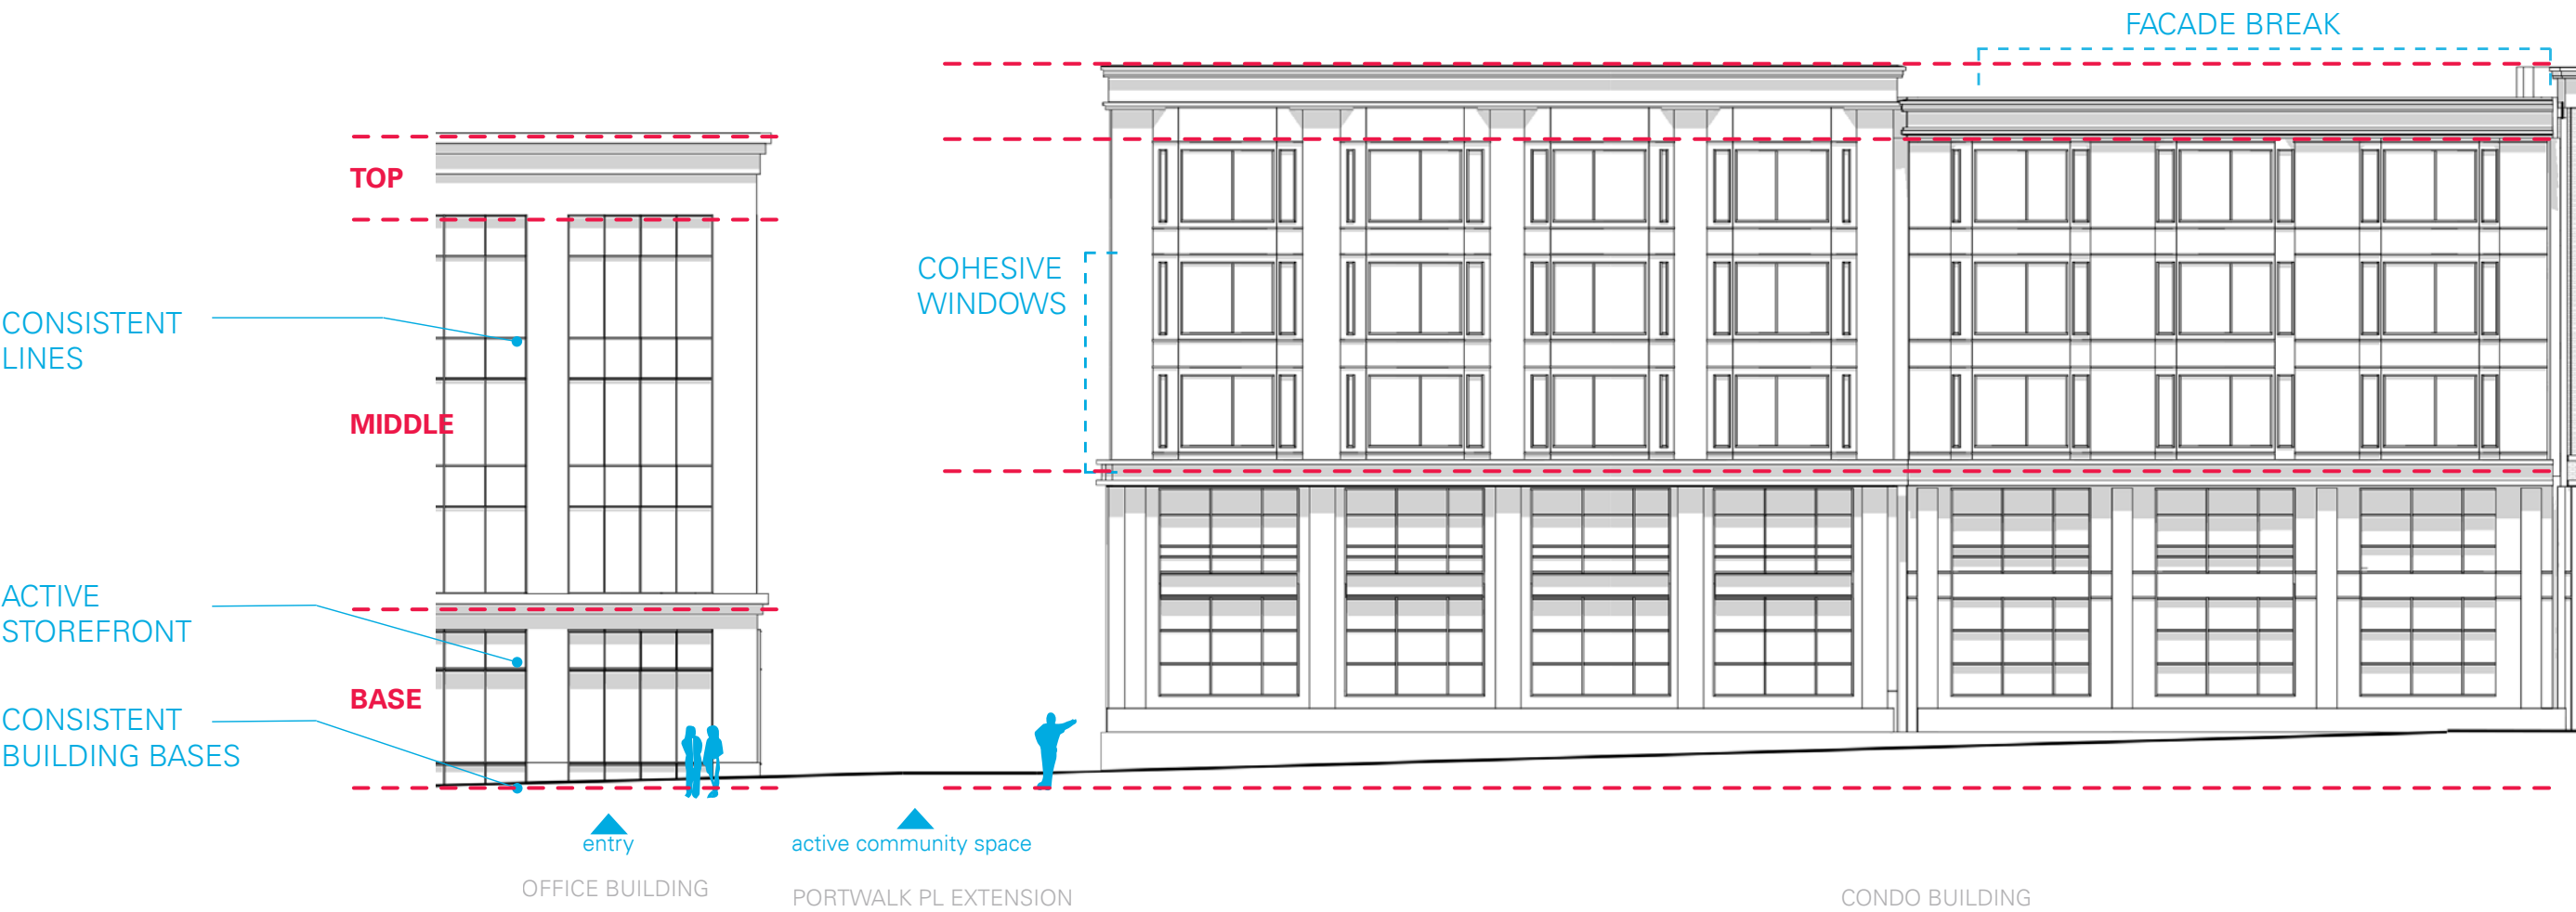 FACADE BREAK
TOP
COHESIVE
WINDOWS
CONSISTENT
LINES
MIDDLE
ACTIVE
STOREFRONT
BASE
CONSISTENT
BUILDING BASES
entry
active community space
OFFICE BUILDING
PORTWALK PL EXTENSION
CONDO BUILDING